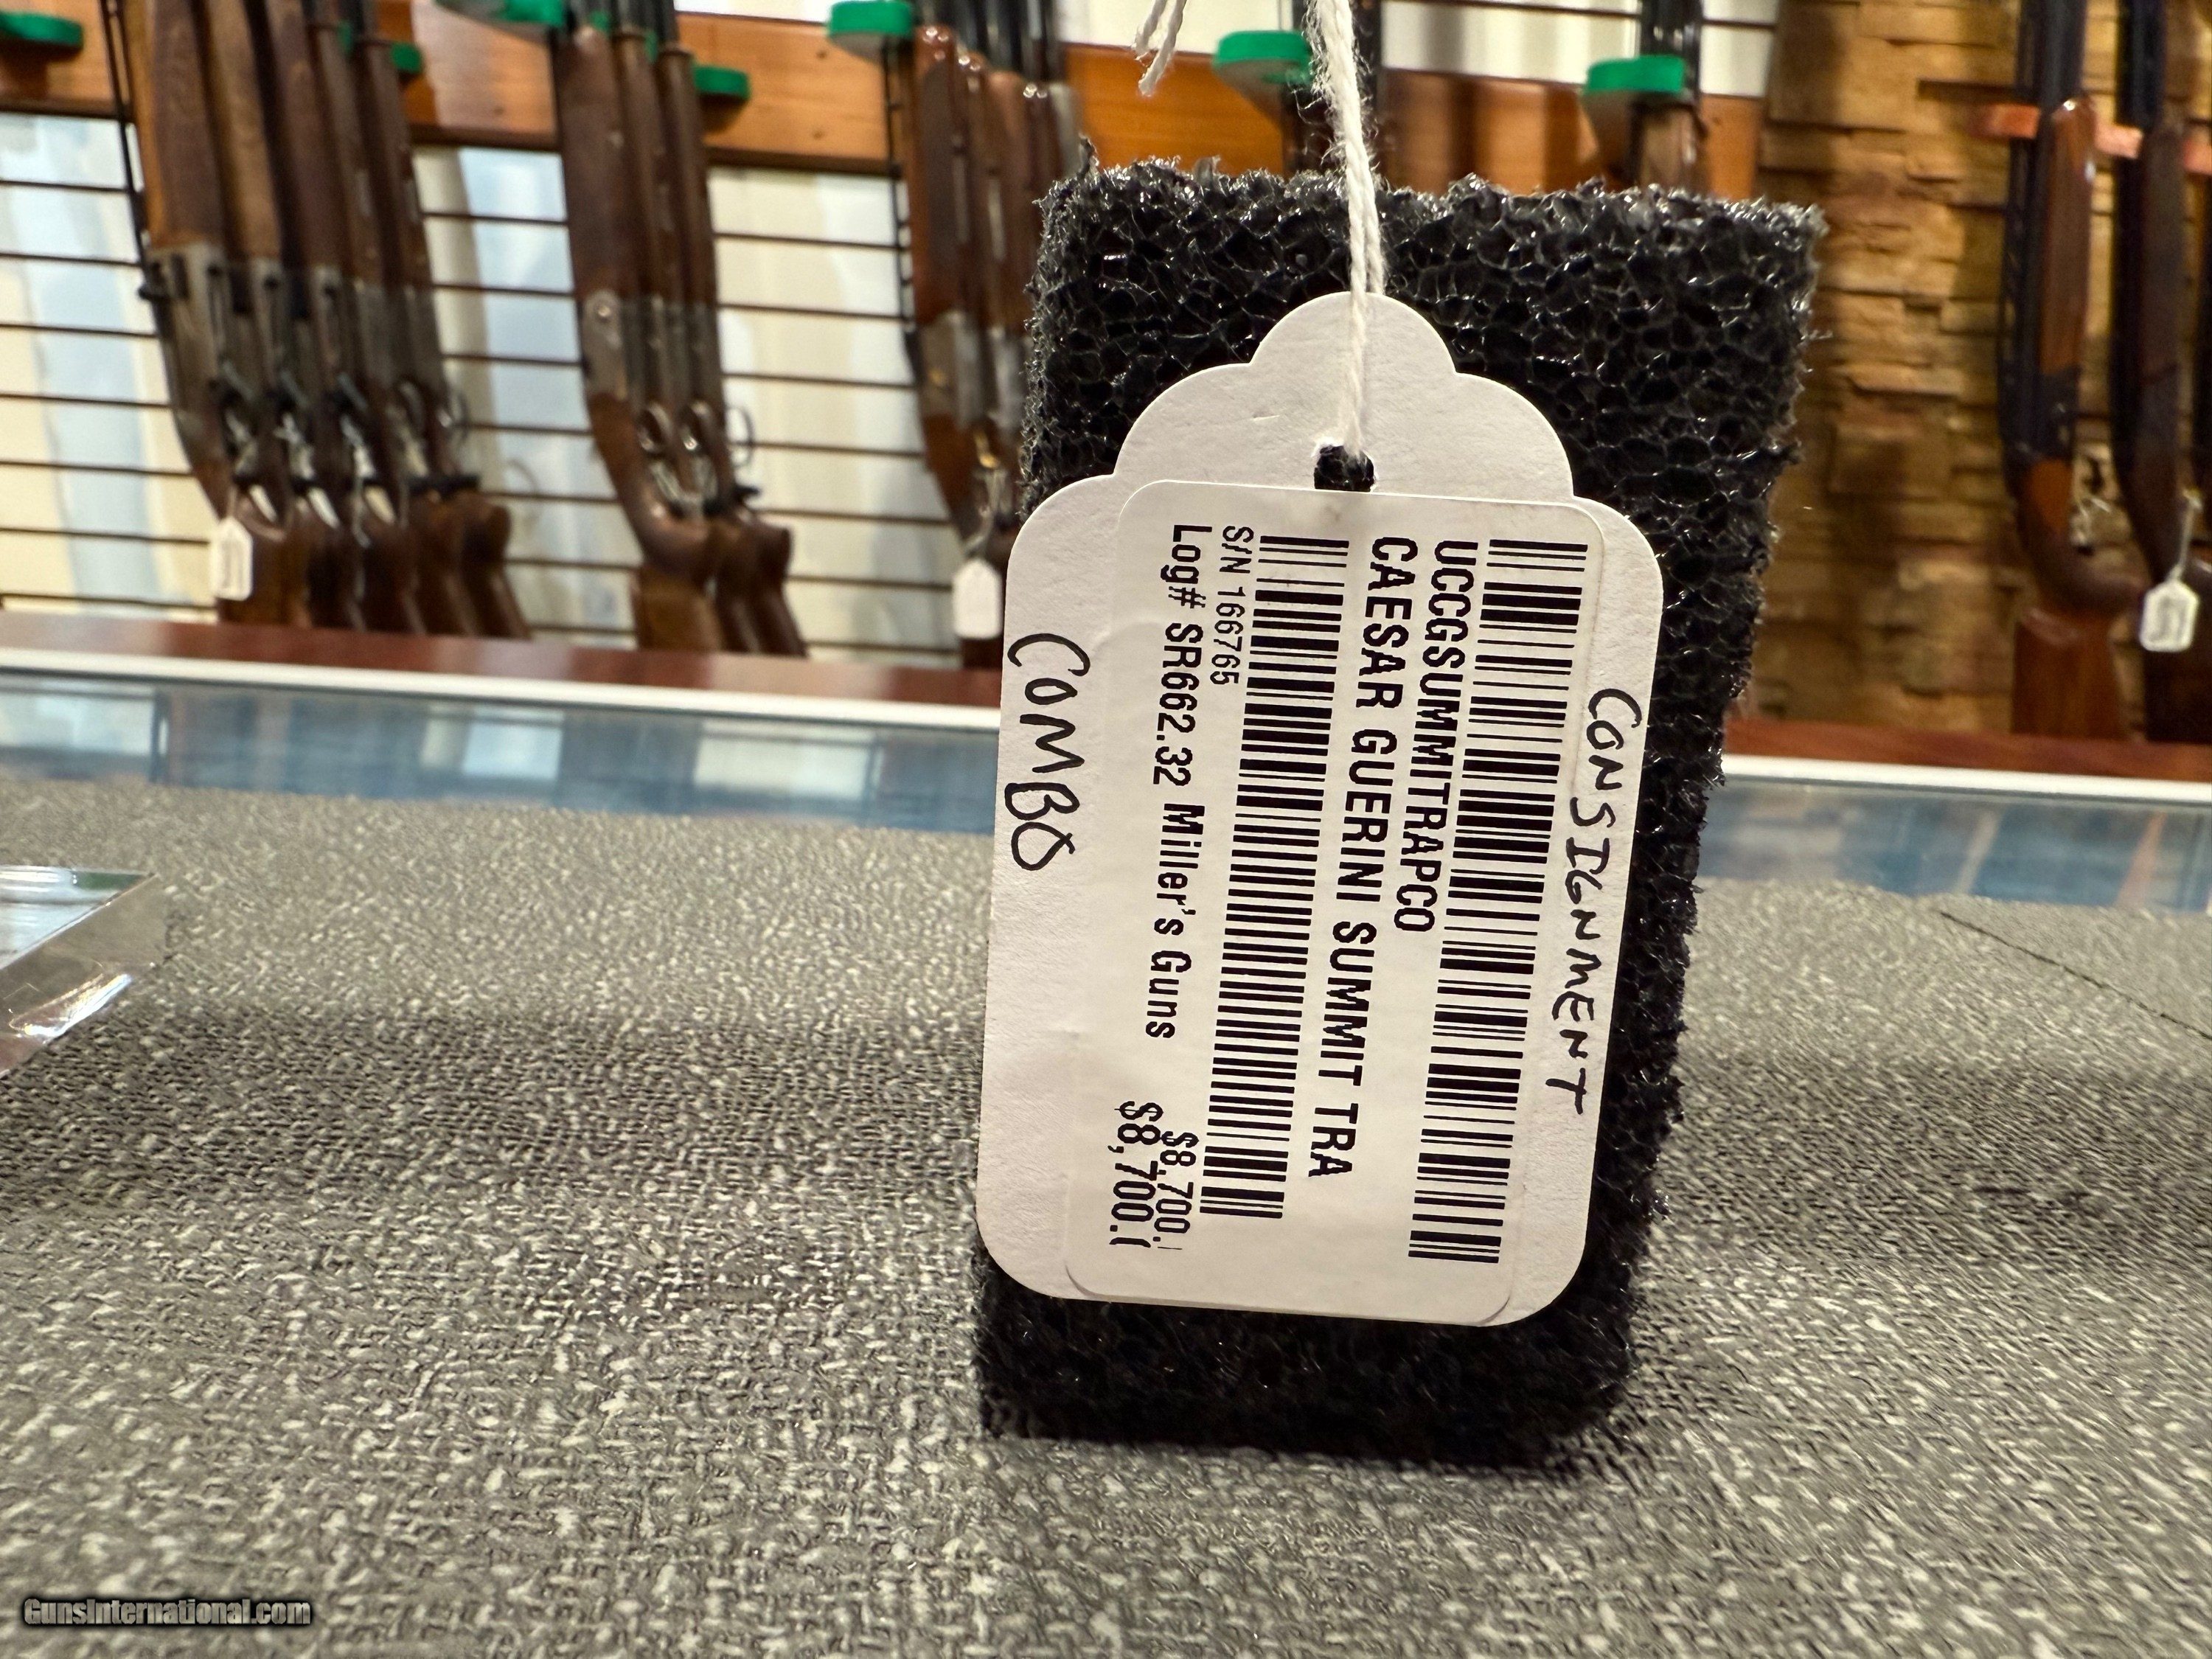 CONSIGNMENT
UCCGSUMMITRAPCO
CAESAR GUERINI SUMMIT TRA
S/N 166765
Log# SR662.32 Miller's Guns
$8,700.
$8,700.(
COMBO
GunsInternational.com